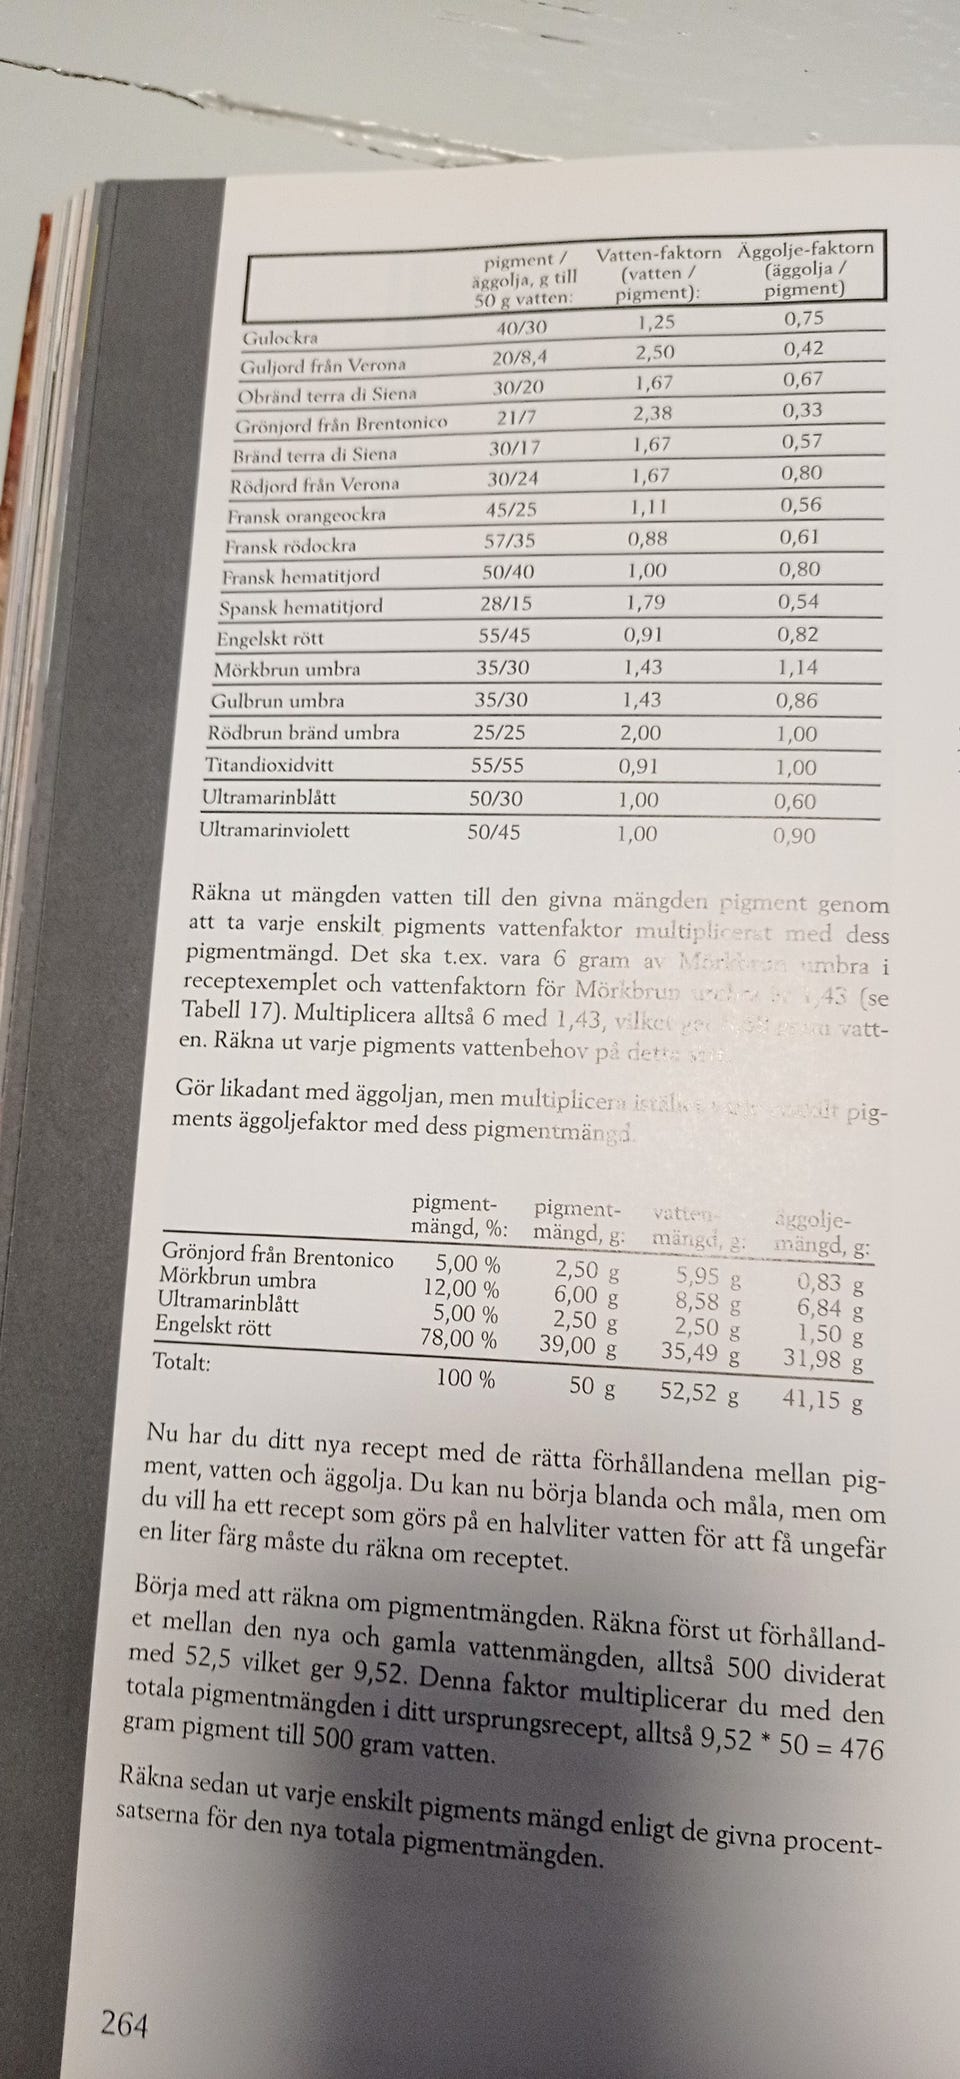 pigment / äggolja, g till 50 g vatten: Vatten-faktorn (vatten / pigment): Äggolje-faktorn (äggolja / pigment)
Gulockra 40/30 1,25 0,75
Guljord från Verona 20/8,4 2,50 0,42
Obränd terra di Siena 30/20 1,67 0,67
Grönjord från Brentonico 21/7 2,38 0,33
Bränd terra di Siena 30/17 1,67 0,57
Rödjord från Verona 30/24 1,67 0,80
Fransk orangeockra 45/25 1,11 0,56
Fransk rödockra 57/35 0,88 0,61
Fransk hematitjord 50/40 1,00 0,80
Spansk hematitjord 28/15 1,79 0,54
Engelskt rött 55/45 0,91 0,82
Mörkbrun umbra 35/30 1,43 1,14
Gulbrun umbra 35/30 1,43 0,86
Rödbrun bränd umbra 25/25 2,00 1,00
Titandioxidvitt 55/55 0,91 1,00
Ultramarinblått 50/30 1,00 0,60
Ultramarinviolett 50/45 1,00 0,90
Räkna ut mängden vatten till den givna mängden pigment genom
att ta varje enskilt pigments vattenfaktor multiplicerat med dess
pigmentmängd. Det ska t.ex. vara 6 gram av Mörkbrun umbra i
receptexemplet och vattenfaktorn för Mörkbrun 1,43 (se
Tabell 17). Multiplicera alltså 6 med 1,43, vilket vatt-
en. Räkna ut varje pigments vattenbehov på detta
Gör likadant med äggoljan, men multiplicera pig-
ments äggoljefaktor med dess pigmentmängd.
pigment-mängd, %: pigment-mängd, g: vatten-mängd, g: äggolje-mängd, g:
Grönjord från Brentonico 5,00 % 2,50 g 5,95 g 0,83 g
Mörkbrun umbra 12,00 % 6,00 g 8,58 g 6,84 g
Ultramarinblått 5,00 % 2,50 g 2,50 g 1,50 g
Engelskt rött 78,00 % 39,00 g 35,49 g 31,98 g
Totalt: 100 % 50 g 52,52 g 41,15 g
Nu har du ditt nya recept med de rätta förhållandena mellan pig-
ment, vatten och äggolja. Du kan nu börja blanda och måla, men om
du vill ha ett recept som görs på en halvliter vatten för att få ungefär
en liter färg måste du räkna om receptet.
Börja med att räkna om pigmentmängden. Räkna först ut förhålland-
et mellan den nya och gamla vattenmängden, alltså 500 dividerat
med 52,5 vilket ger 9,52. Denna faktor multiplicerar du med den
totala pigmentmängden i ditt ursprungsrecept, alltså 9,52 * 50 = 476
gram pigment till 500 gram vatten.
Räkna sedan ut varje enskilt pigments mängd enligt de givna procent-
satserna för den nya totala pigmentmängden.
264